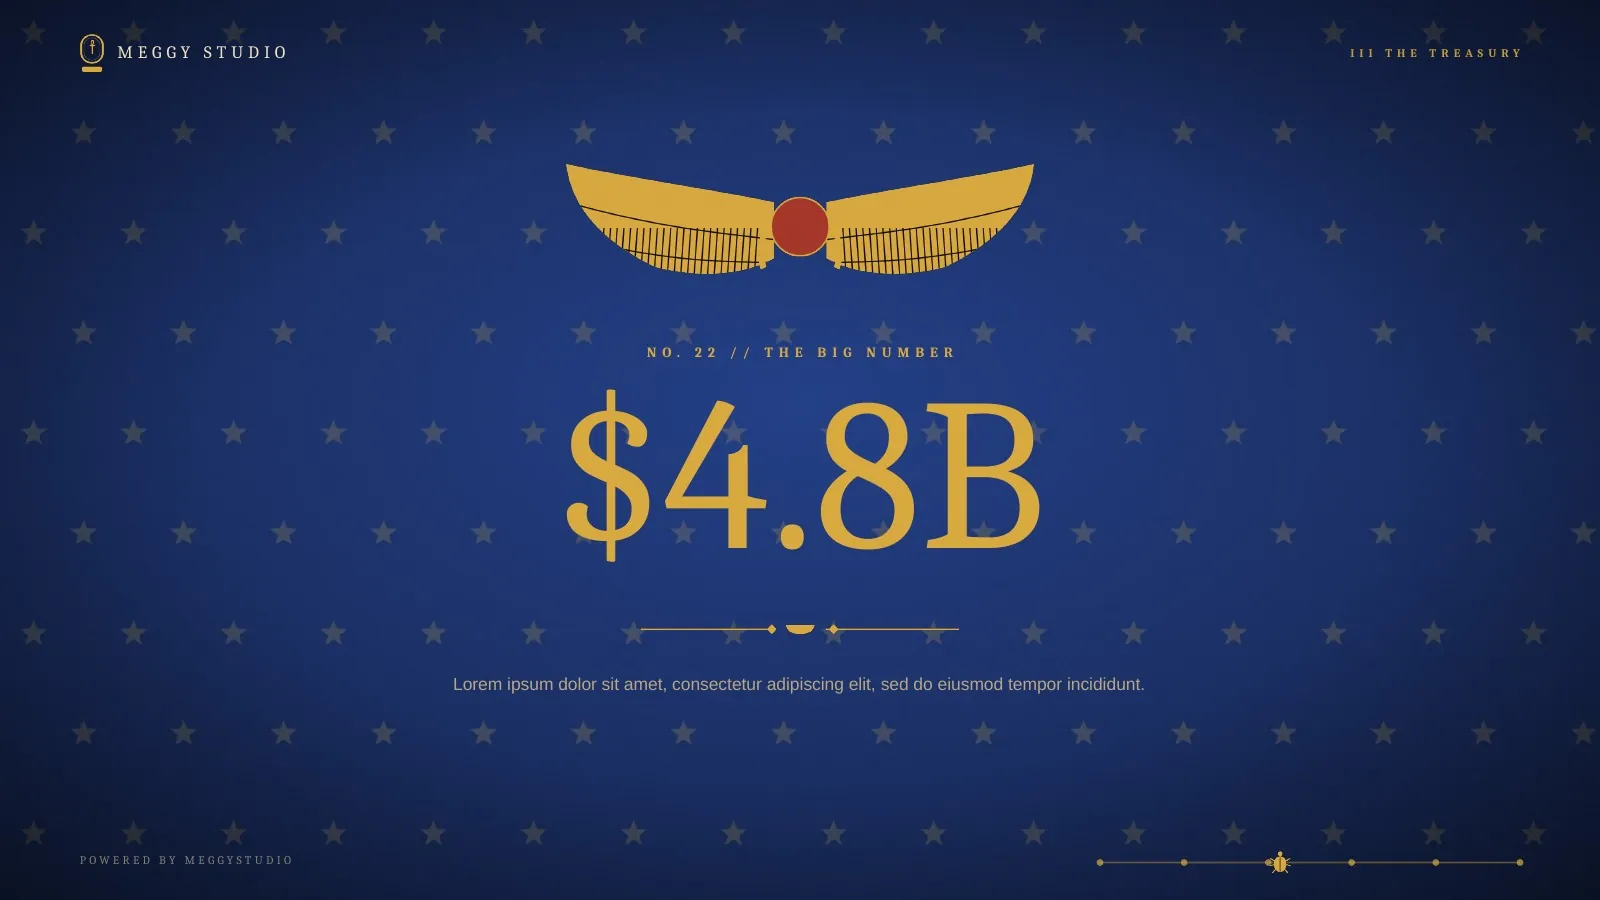 MEGGY STUDIO
III THE TREASURY
NO. 22 // THE BIG NUMBER
$4.8B
Lorem ipsum dolor sit amet, consectetur adipiscing elit, sed do eiusmod tempor incididunt.
POWERED BY MEGGYSTUDIO